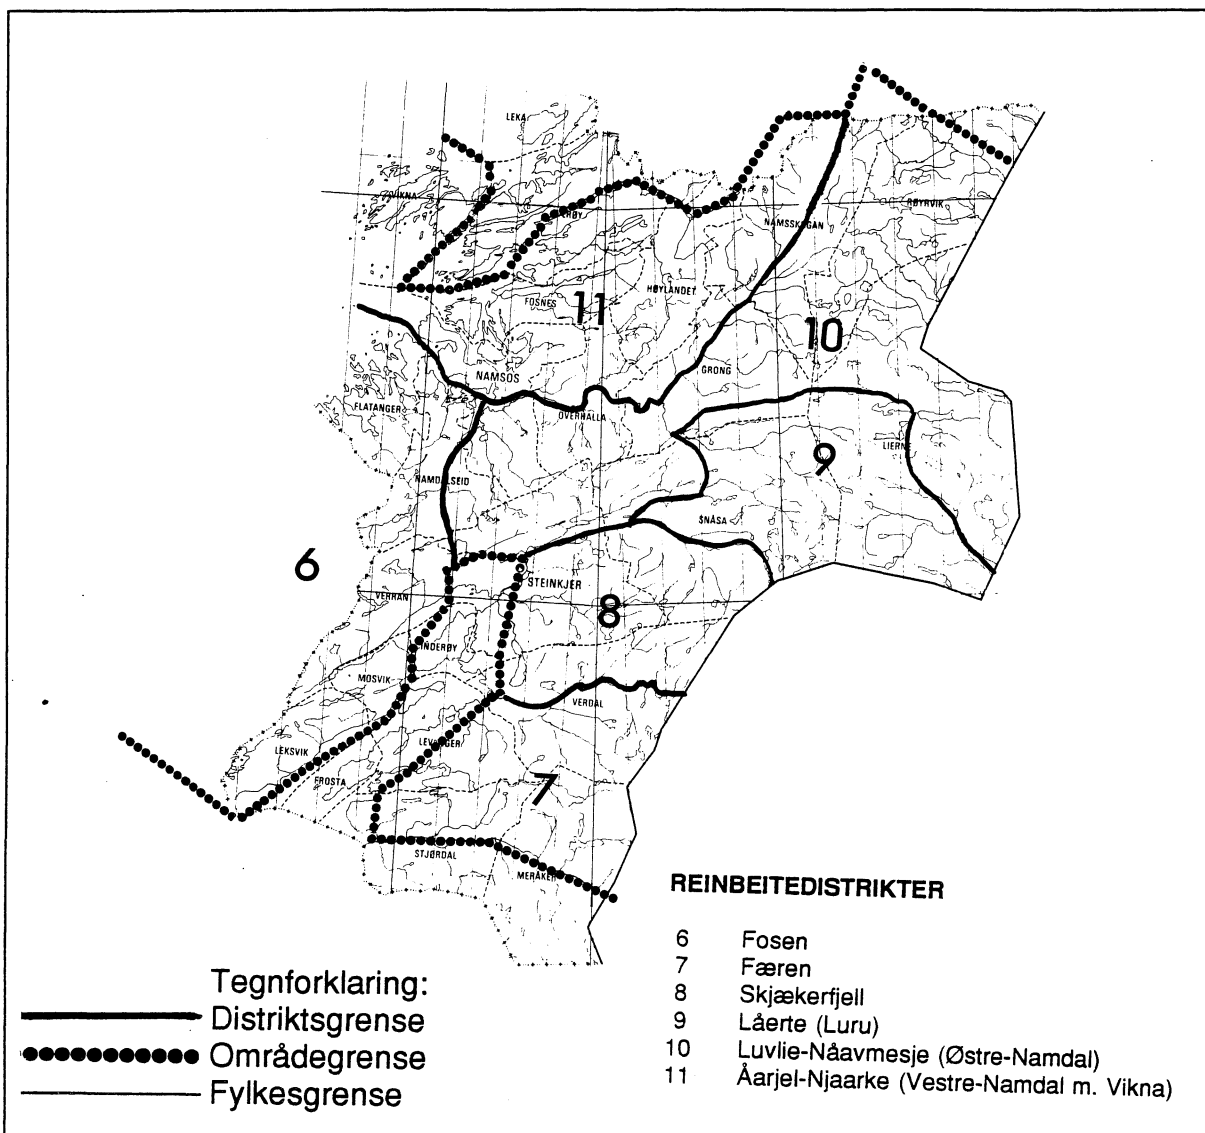 LEKA
VIKNA
RØYRVIK
NAMSSKOGAN
HØYLANDET
FOSNES
11
10
GRONG
NAMSOS
FLATANGER
OVERHALLA
LIERNE
9
NAMDALSEID
SNÅSA
6
STEINKJER
VERRAN
8
INDERØY
MOSVIK
VERDAL
LEVANGER
LEKSVIK
FROSTA
7
STJØRDAL
MERÅKER
REINBEITEDISTRIKTER
6 Fosen
7 Færen
8 Skjækerfjell
9 Låerte (Luru)
10 Luvlie-Nåavmesje (Østre-Namdal)
11 Åarjel-Njaarke (Vestre-Namdal m. Vikna)
Tegnforklaring:
Distriktsgrense
Områdegrense
Fylkesgrense